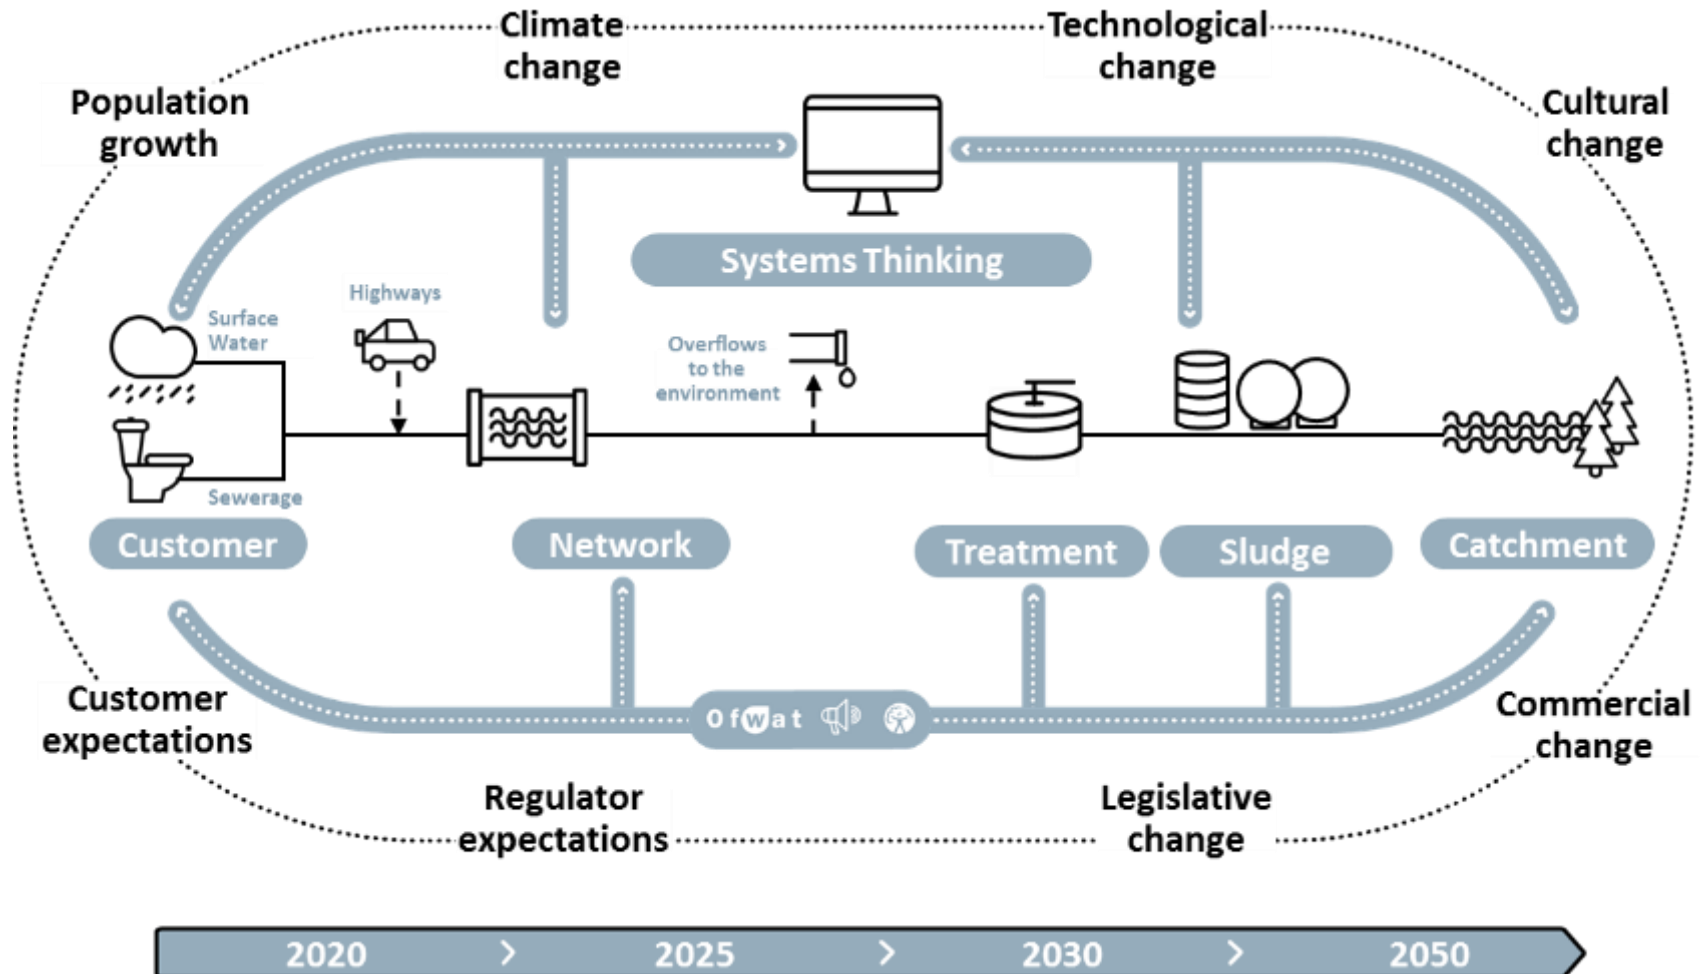 Climate
change
Technological
change
Population
growth
Cultural
change
Systems Thinking
Highways
Surface
Water
Overflows
to the
environment
Sewerage
Customer
Network
Treatment
Sludge
Catchment
Customer
expectations
Ofwat
Commercial
change
Regulator
expectations
Legislative
change
2020 > 2025 > 2030 > 2050